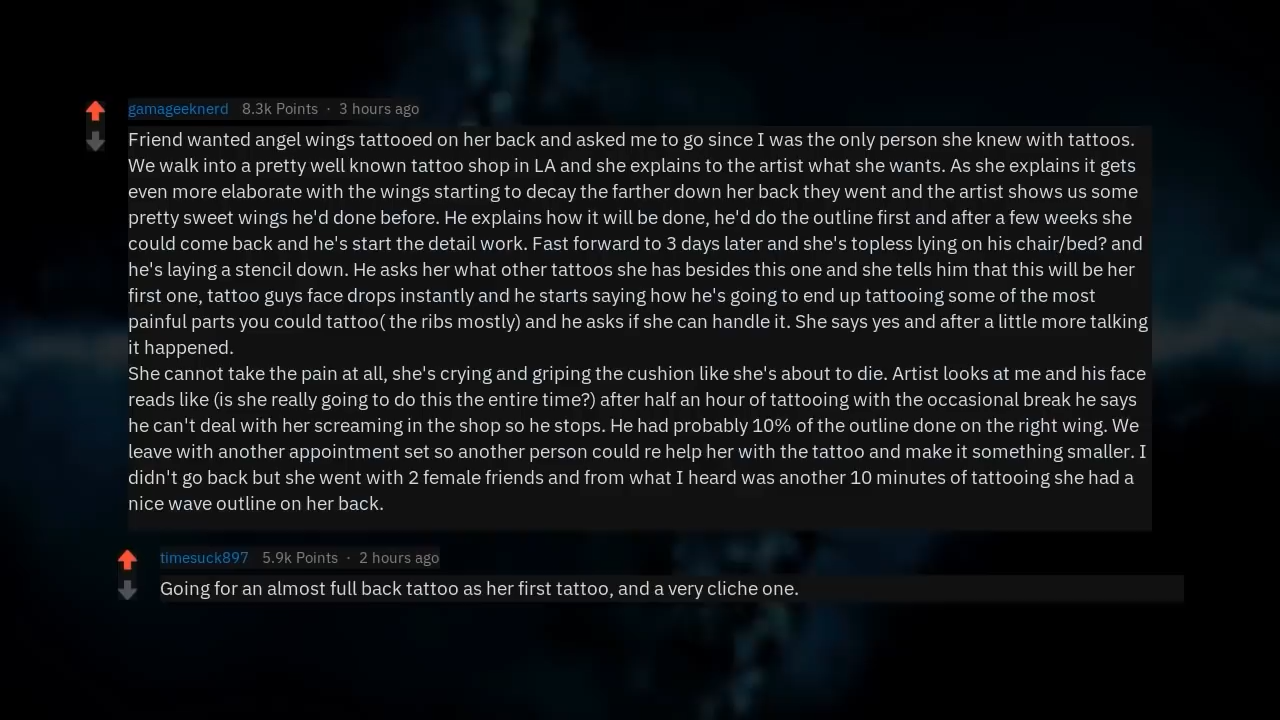 gamageeknerd 8.3k Points · 3 hours ago
Friend wanted angel wings tattooed on her back and asked me to go since I was the only person she knew with tattoos.
We walk into a pretty well known tattoo shop in LA and she explains to the artist what she wants. As she explains it gets
even more elaborate with the wings starting to decay the farther down her back they went and the artist shows us some
pretty sweet wings he'd done before. He explains how it will be done, he'd do the outline first and after a few weeks she
could come back and he's start the detail work. Fast forward to 3 days later and she's topless lying on his chair/bed? and
he's laying a stencil down. He asks her what other tattoos she has besides this one and she tells him that this will be her
first one, tattoo guys face drops instantly and he starts saying how he's going to end up tattooing some of the most
painful parts you could tattoo( the ribs mostly) and he asks if she can handle it. She says yes and after a little more talking
it happened.
She cannot take the pain at all, she's crying and griping the cushion like she's about to die. Artist looks at me and his face
reads like (is she really going to do this the entire time?) after half an hour of tattooing with the occasional break he says
he can't deal with her screaming in the shop so he stops. He had probably 10% of the outline done on the right wing. We
leave with another appointment set so another person could re help her with the tattoo and make it something smaller. I
didn't go back but she went with 2 female friends and from what I heard was another 10 minutes of tattooing she had a
nice wave outline on her back.
timesuck897 5.9k Points · 2 hours ago
Going for an almost full back tattoo as her first tattoo, and a very cliche one.